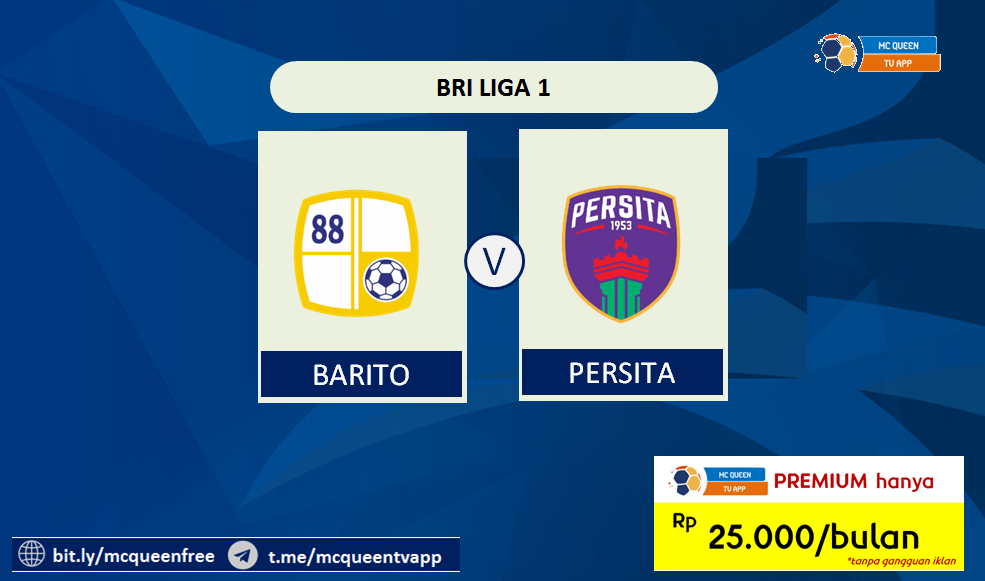 MC QUEEN
TV APP
BRI LIGA 1
88
PERSITA
1953
V
BARITO
PERSITA
MC QUEEN
TV APP
PREMIUM hanya
Rp 25.000/bulan
*tanpa gangguan iklan
bit.ly/mcqueenfree
t.me/mcqueentvapp